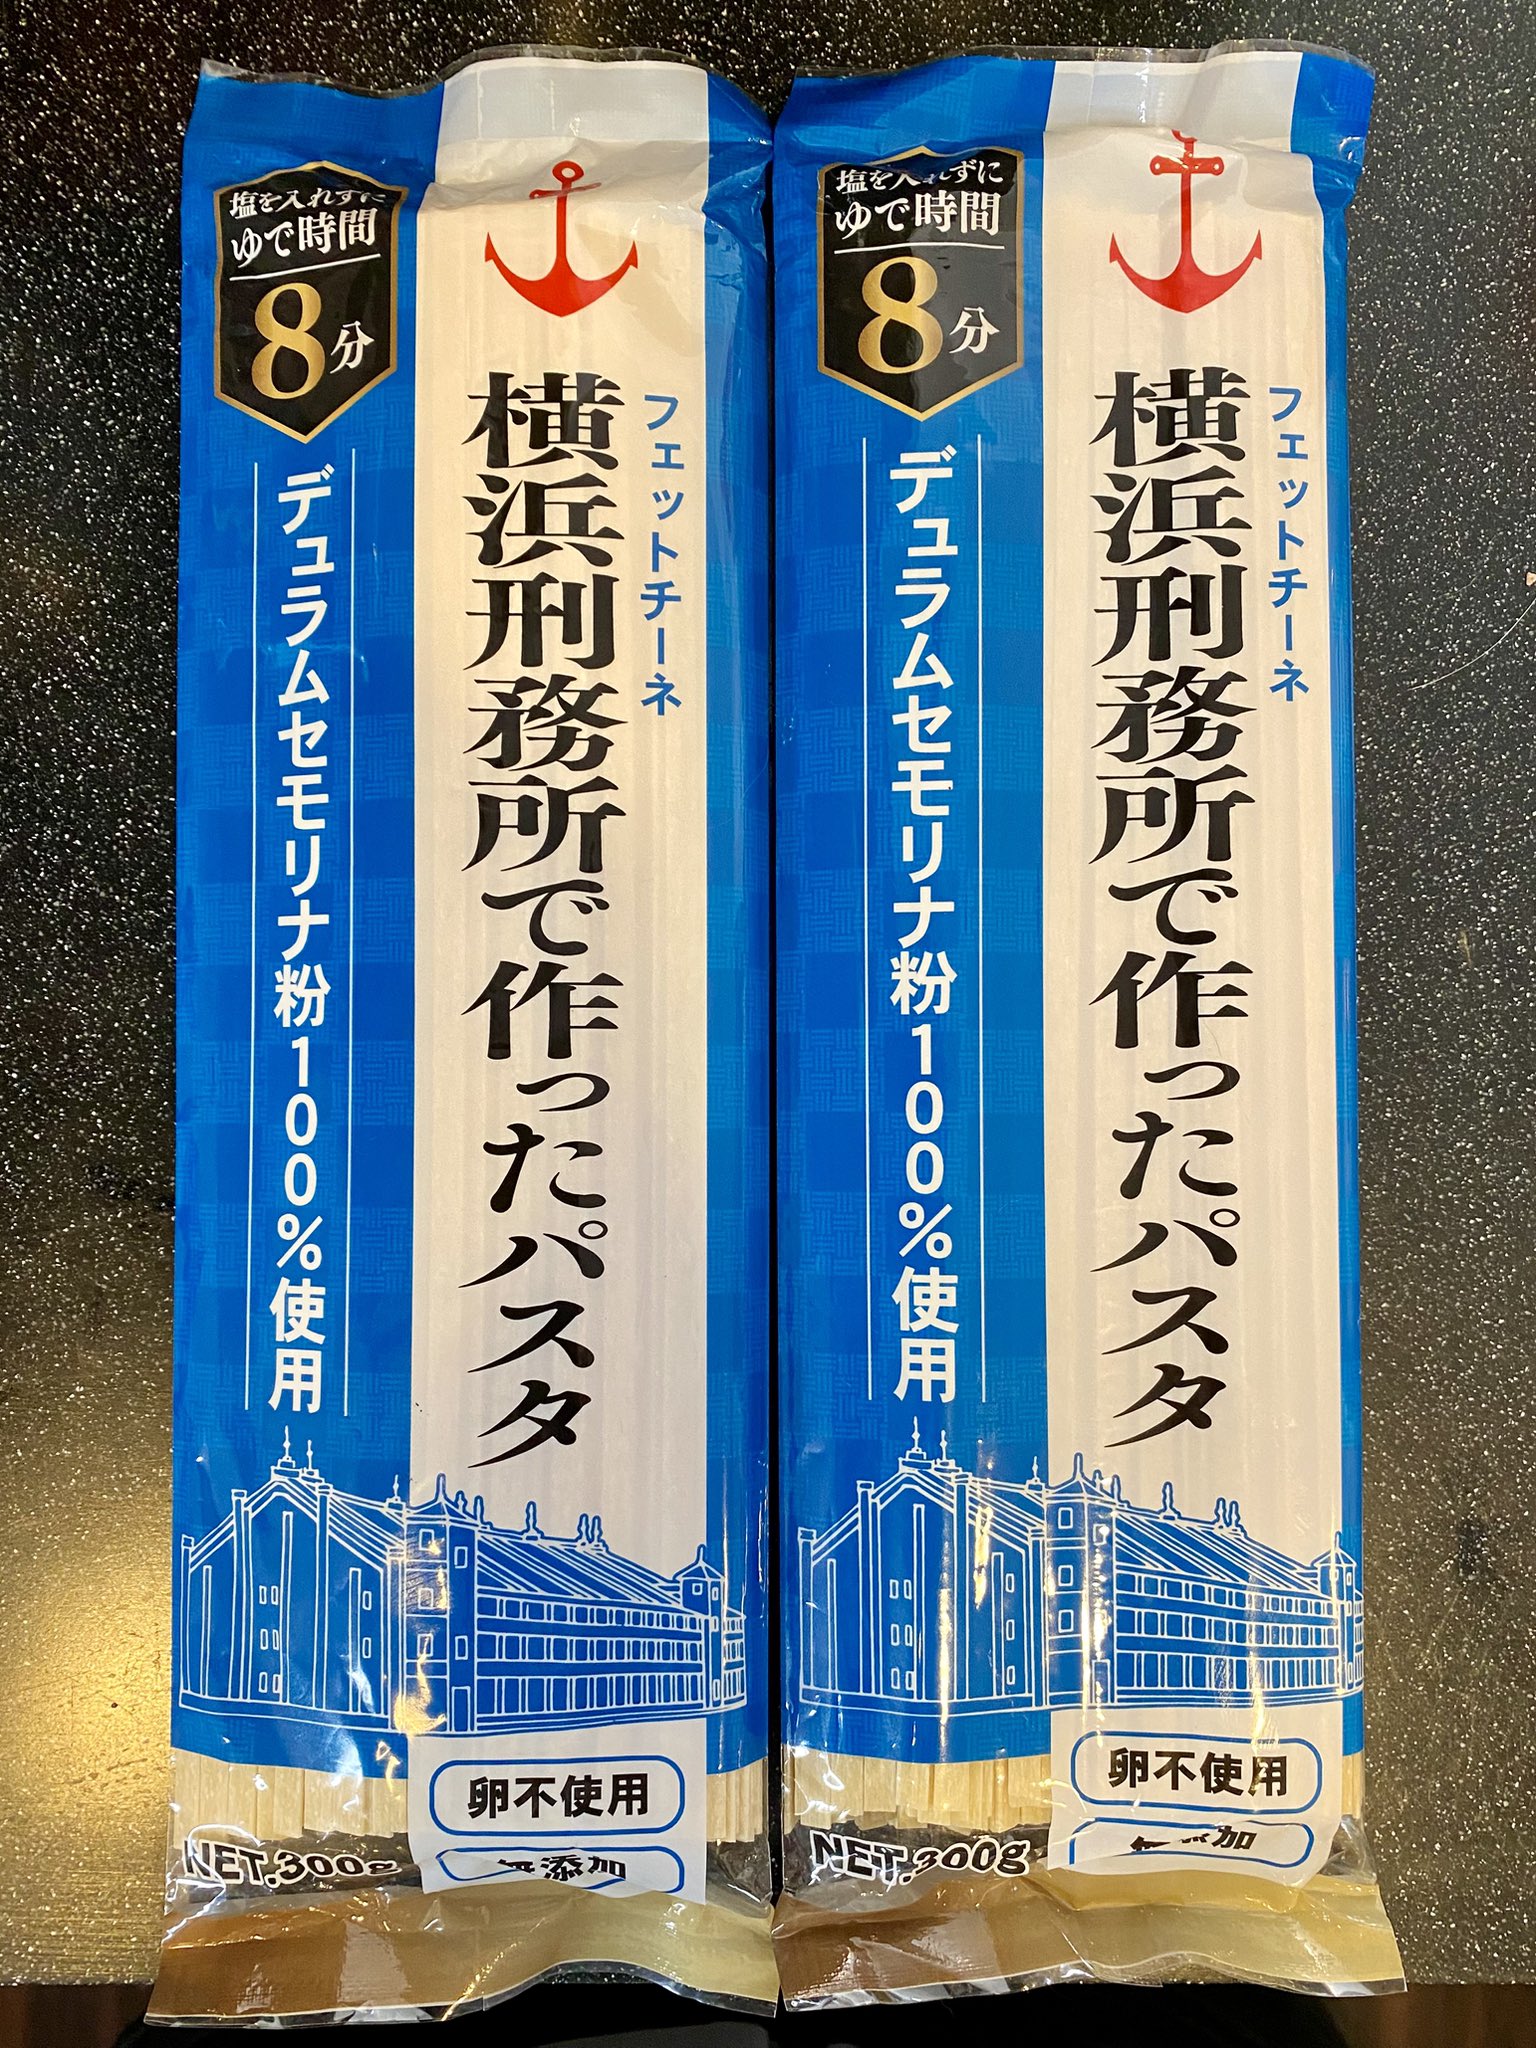 塩を入れずに
ゆで時間
8分
フェットチーネ
横浜刑務所で作ったパスタ
デュラムセモリナ粉100%使用
卵不使用
無添加
NET.300g
塩を入れずに
ゆで時間
8分
フェットチーネ
横浜刑務所で作ったパスタ
デュラムセモリナ粉100%使用
卵不使用
無添加
NET.300g